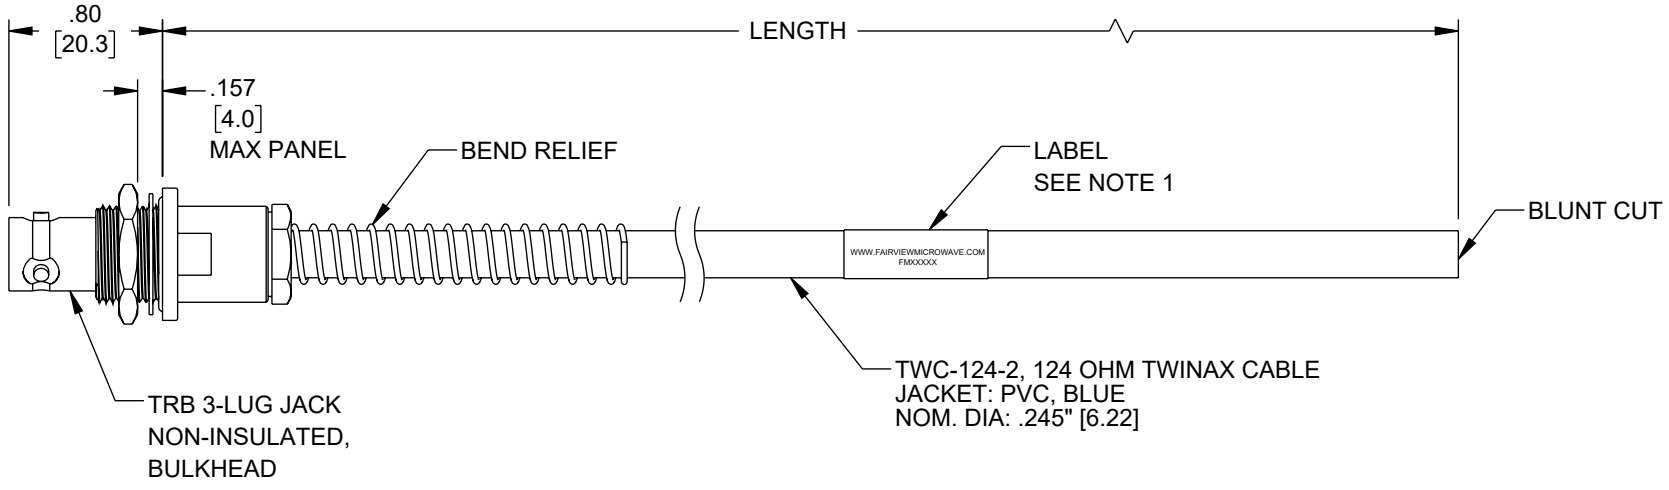 .80
[20.3]
LENGTH
.157
[4.0]
MAX PANEL
BEND RELIEF
LABEL
SEE NOTE 1
BLUNT CUT
WWW.FAIRVIEWMICROWAVE.COM
FMXXXXX
TWC-124-2, 124 OHM TWINAX CABLE
JACKET: PVC, BLUE
NOM. DIA: .245" [6.22]
TRB 3-LUG JACK
NON-INSULATED,
BULKHEAD